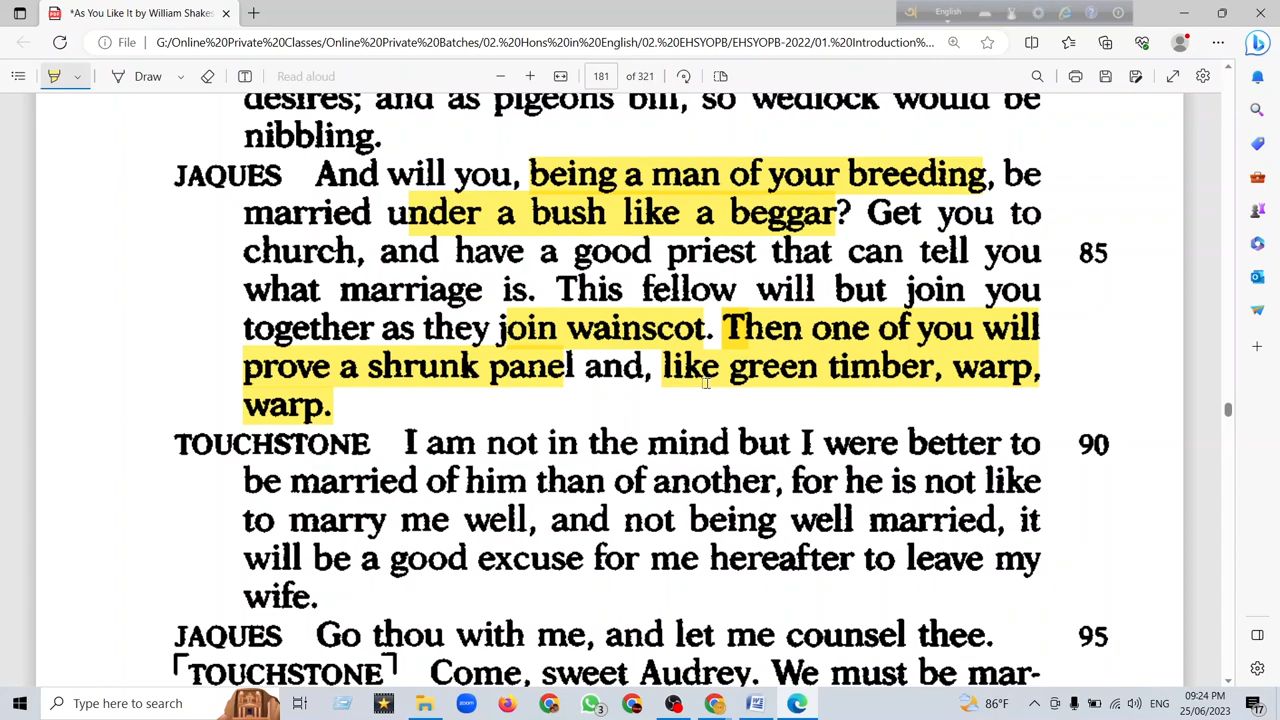 *As You Like It by William Shakes
English
File
G:/Online%20Private%20Classes/Online%20Private%20Batches/02.%20Hons%20in%20English/02.%20EHSYOPB/EHSYOPB-2022/01.%20Introduction%...
Draw
Read aloud
181 of 321
desires; and as pigeons bill, so wedlock would be
nibbling.
JAQUES And will you, being a man of your breeding, be
married under a bush like a beggar? Get you to
church, and have a good priest that can tell you 85
what marriage is. This fellow will but join you
together as they join wainscot. Then one of you will
prove a shrunk panel and, like green timber, warp,
warp.
TOUCHSTONE I am not in the mind but I were better to 90
be married of him than of another, for he is not like
to marry me well, and not being well married, it
will be a good excuse for me hereafter to leave my
wife.
JAQUES Go thou with me, and let me counsel thee. 95
⌜TOUCHSTONE⌝ Come, sweet Audrey. We must be mar-
Type here to search
3
86°F
09:24 PM
25/06/2023
17